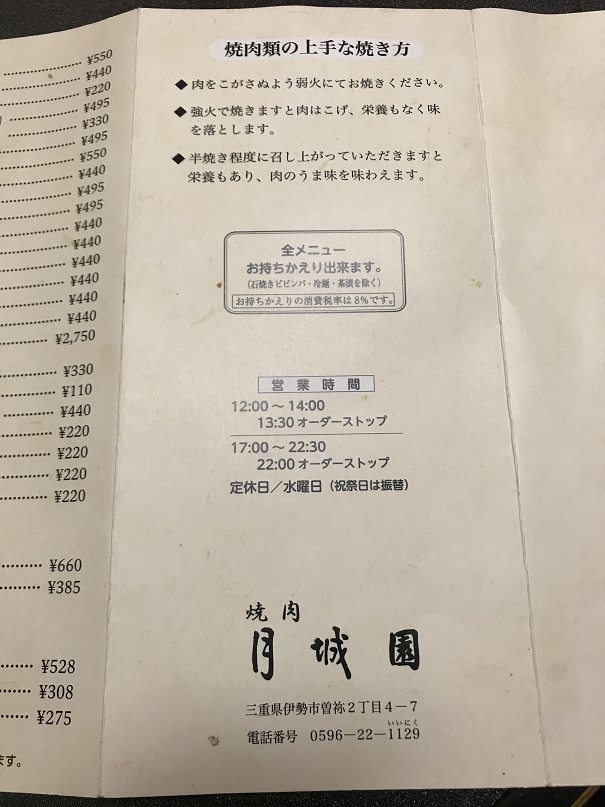 ¥550
¥440
¥220
¥495
¥330
¥495
¥550
¥440
¥495
¥495
¥440
¥440
¥440
¥440
¥440
¥440
¥2,750
¥330
¥110
¥440
¥220
¥220
¥220
¥220
¥660
¥385
¥528
¥308
¥275
ます。
焼肉類の上手な焼き方
◆肉をこがさぬよう弱火にてお焼きください。
◆強火で焼きますと肉はこげ、栄養もなく味
を落とします。
◆半焼き程度に召し上がっていただきますと
栄養もあり、肉のうま味を味わえます。
全メニュー
お持ちかえり出来ます。
(石焼きビビンバ・冷麺・茶漬を除く)
お持ちかえりの消費税率は8%です。
営業時間
12:00～14:00
13:30オーダーストップ
17:00～22:30
22:00オーダーストップ
定休日／水曜日（祝祭日は振替）
焼肉
月城園
三重県伊勢市曽祢2丁目4－7
いいにく
電話番号 0596－22－1129